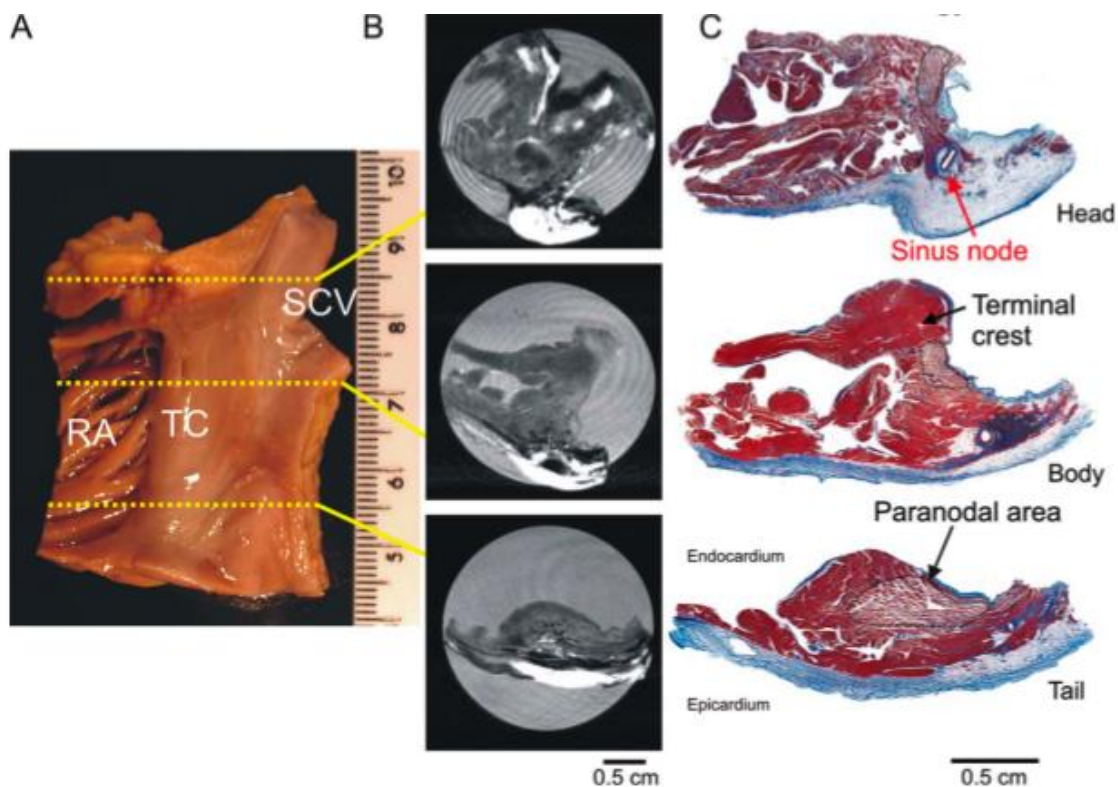 A
B
C
SCV
RA
TC
10
9
8
7
6
5
Head
Sinus node
Terminal
crest
Body
Paranodal area
Endocardium
Epicardium
Tail
0.5 cm
0.5 cm